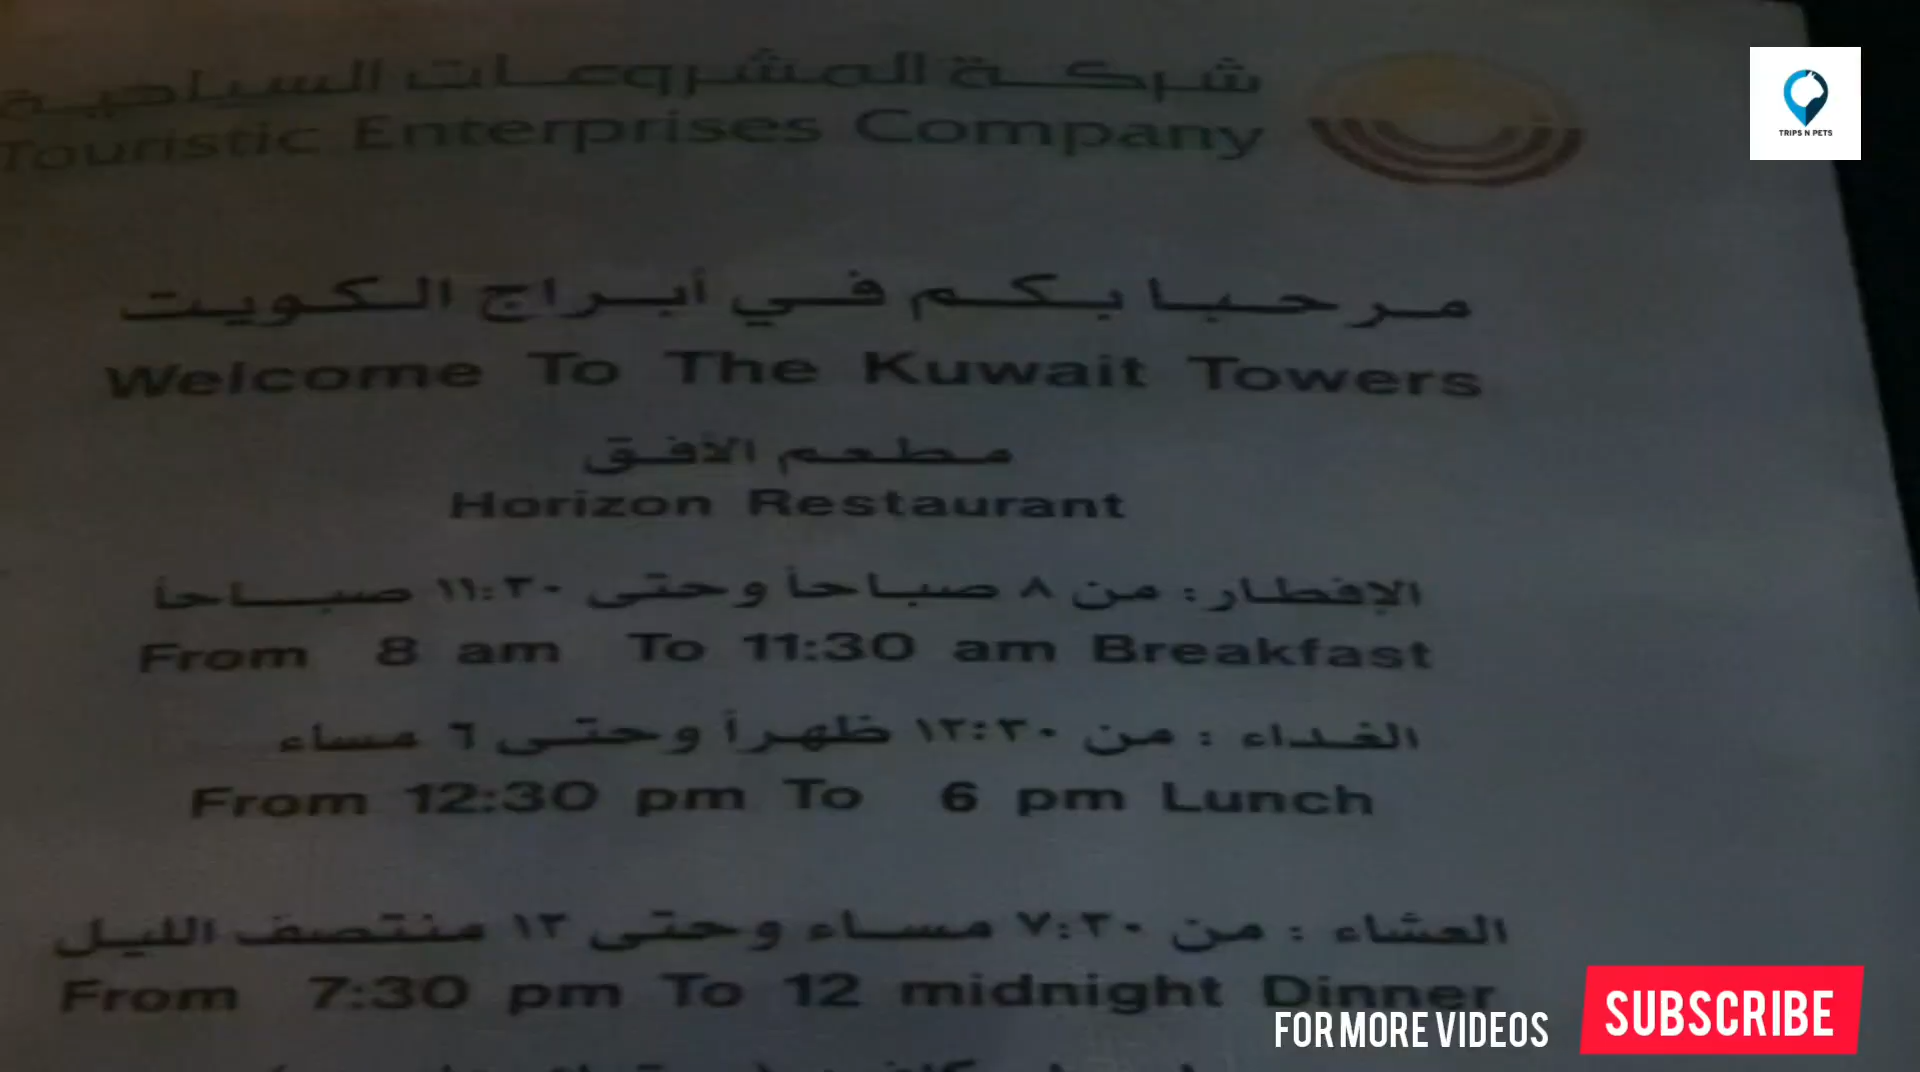 شركة المشروعات السياحية
Touristic Enterprises Company
TRIPS N PETS
مرحبا بكم في أبراج الكويت
Welcome To The Kuwait Towers
مطعم الأفق
Horizon Restaurant
الإفطار: من ٨ صباحاً وحتى ١١:٣٠ صباحاً
From 8 am To 11:30 am Breakfast
الغداء : من ١٢:٣٠ ظهراً وحتى ٦ مساء
From 12:30 pm To 6 pm Lunch
العشاء : من ٧:٣٠ مساء وحتى ١٢ منتصف الليل
From 7:30 pm To 12 midnight Dinner
FOR MORE VIDEOS
SUBSCRIBE